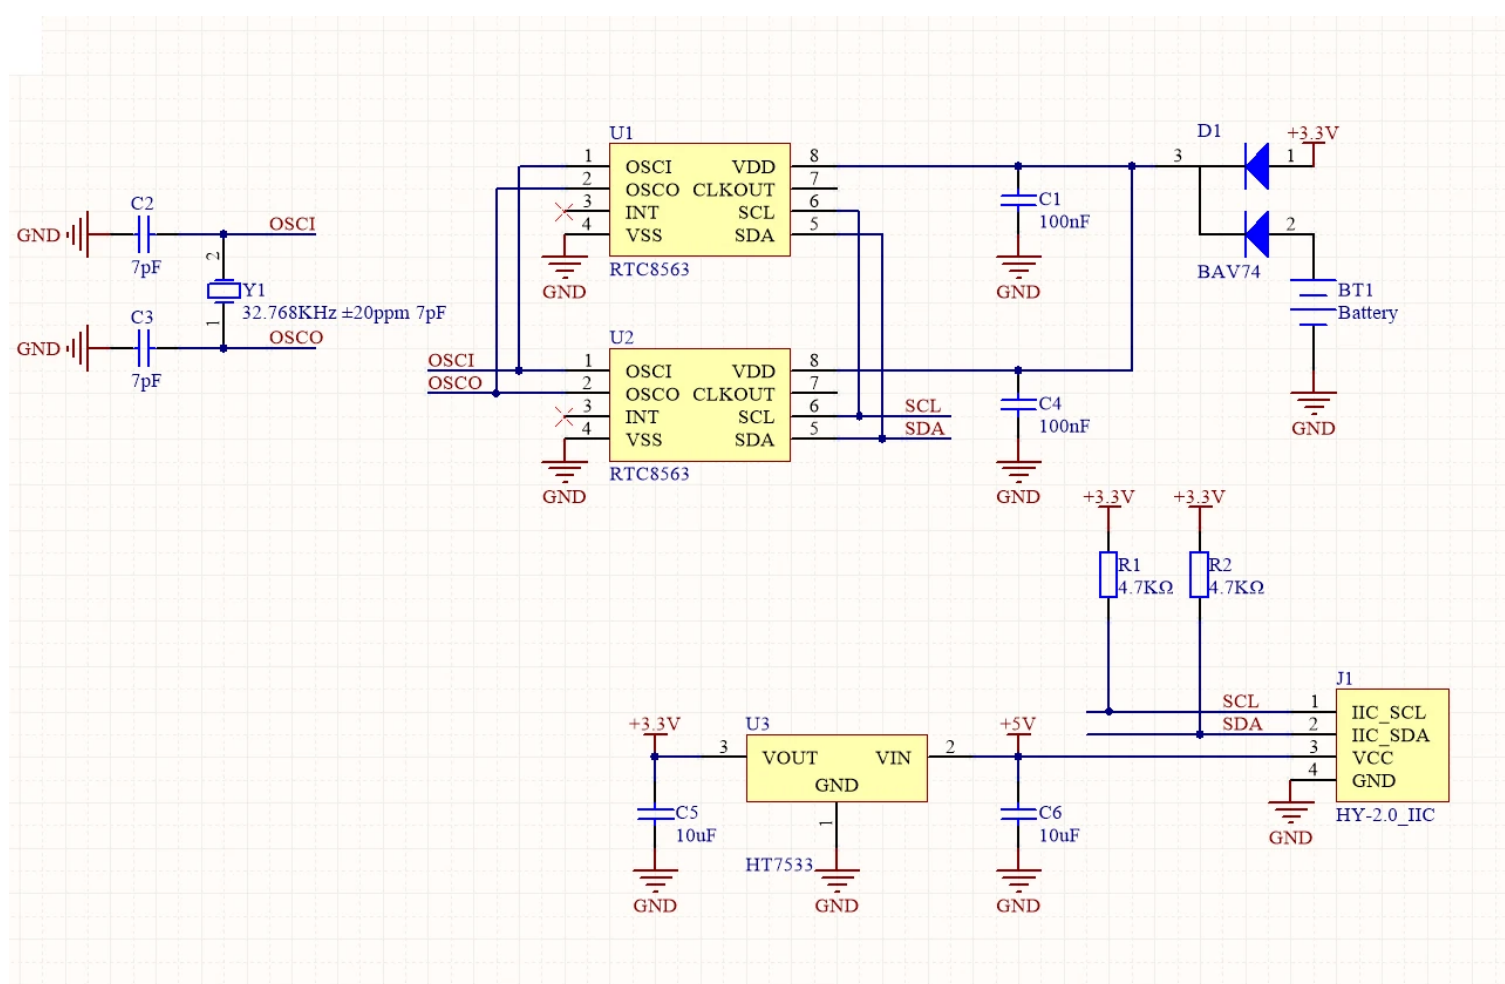 D1
+3.3V
U1
1 OSCI VDD 8
2 OSCO CLKOUT 7
3 INT SCL 6
4 VSS SDA 5
RTC8563
GND
3
1
2
BAV74
C1
100nF
GND
BT1
Battery
GND
C2
7pF
GND
OSCI
2
Y1
32.768KHz ±20ppm 7pF
1
C3
7pF
GND
OSCO
U2
OSCI 1 OSCI VDD 8
OSCO 2 OSCO CLKOUT 7
3 INT SCL 6 SCL
4 VSS SDA 5 SDA
RTC8563
GND
C4
100nF
GND
+3.3V
+3.3V
R1
4.7KΩ
R2
4.7KΩ
J1
SCL 1 IIC_SCL
SDA 2 IIC_SDA
3 VCC
4 GND
HY-2.0_IIC
GND
+3.3V
U3
+5V
3 VOUT VIN 2
GND
1
HT7533
GND
C5
10uF
GND
C6
10uF
GND